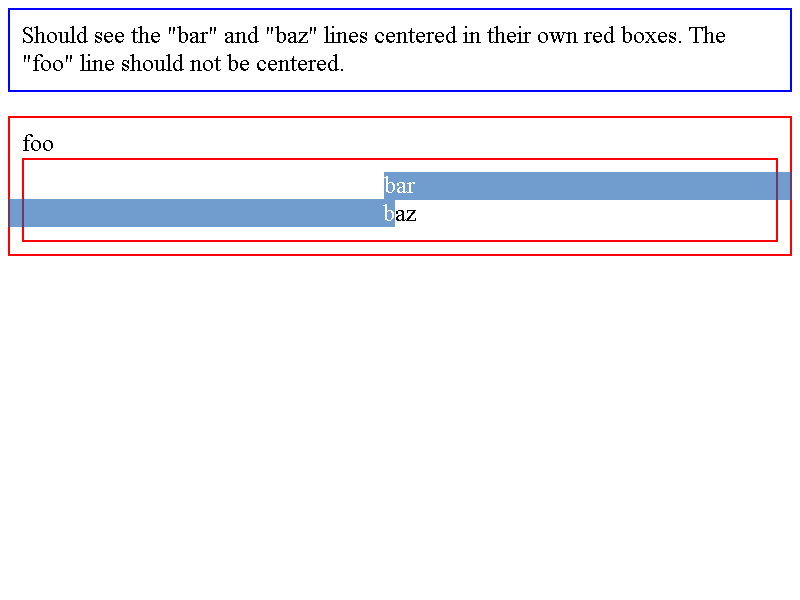 Should see the "bar" and "baz" lines centered in their own red boxes. The
"foo" line should not be centered.
foo
bar
baz